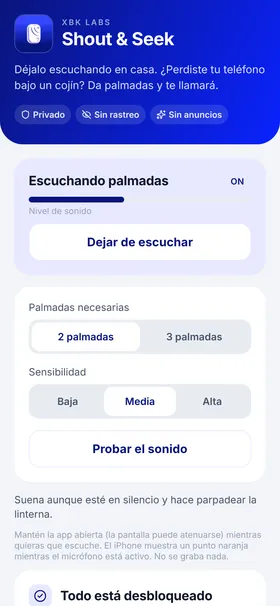 XBK LABS
Shout & Seek
Déjalo escuchando en casa. ¿Perdiste tu teléfono
bajo un cojín? Da palmadas y te llamará.
Privado
Sin rastreo
Sin anuncios
Escuchando palmadas
ON
Nivel de sonido
Dejar de escuchar
Palmadas necesarias
2 palmadas
3 palmadas
Sensibilidad
Baja
Media
Alta
Probar el sonido
Suena aunque esté en silencio y hace parpadear la
linterna.
Mantén la app abierta (la pantalla puede atenuarse) mientras
quieras que escuche. El iPhone muestra un punto naranja
mientras el micrófono está activo. No se graba nada.
Todo está desbloqueado